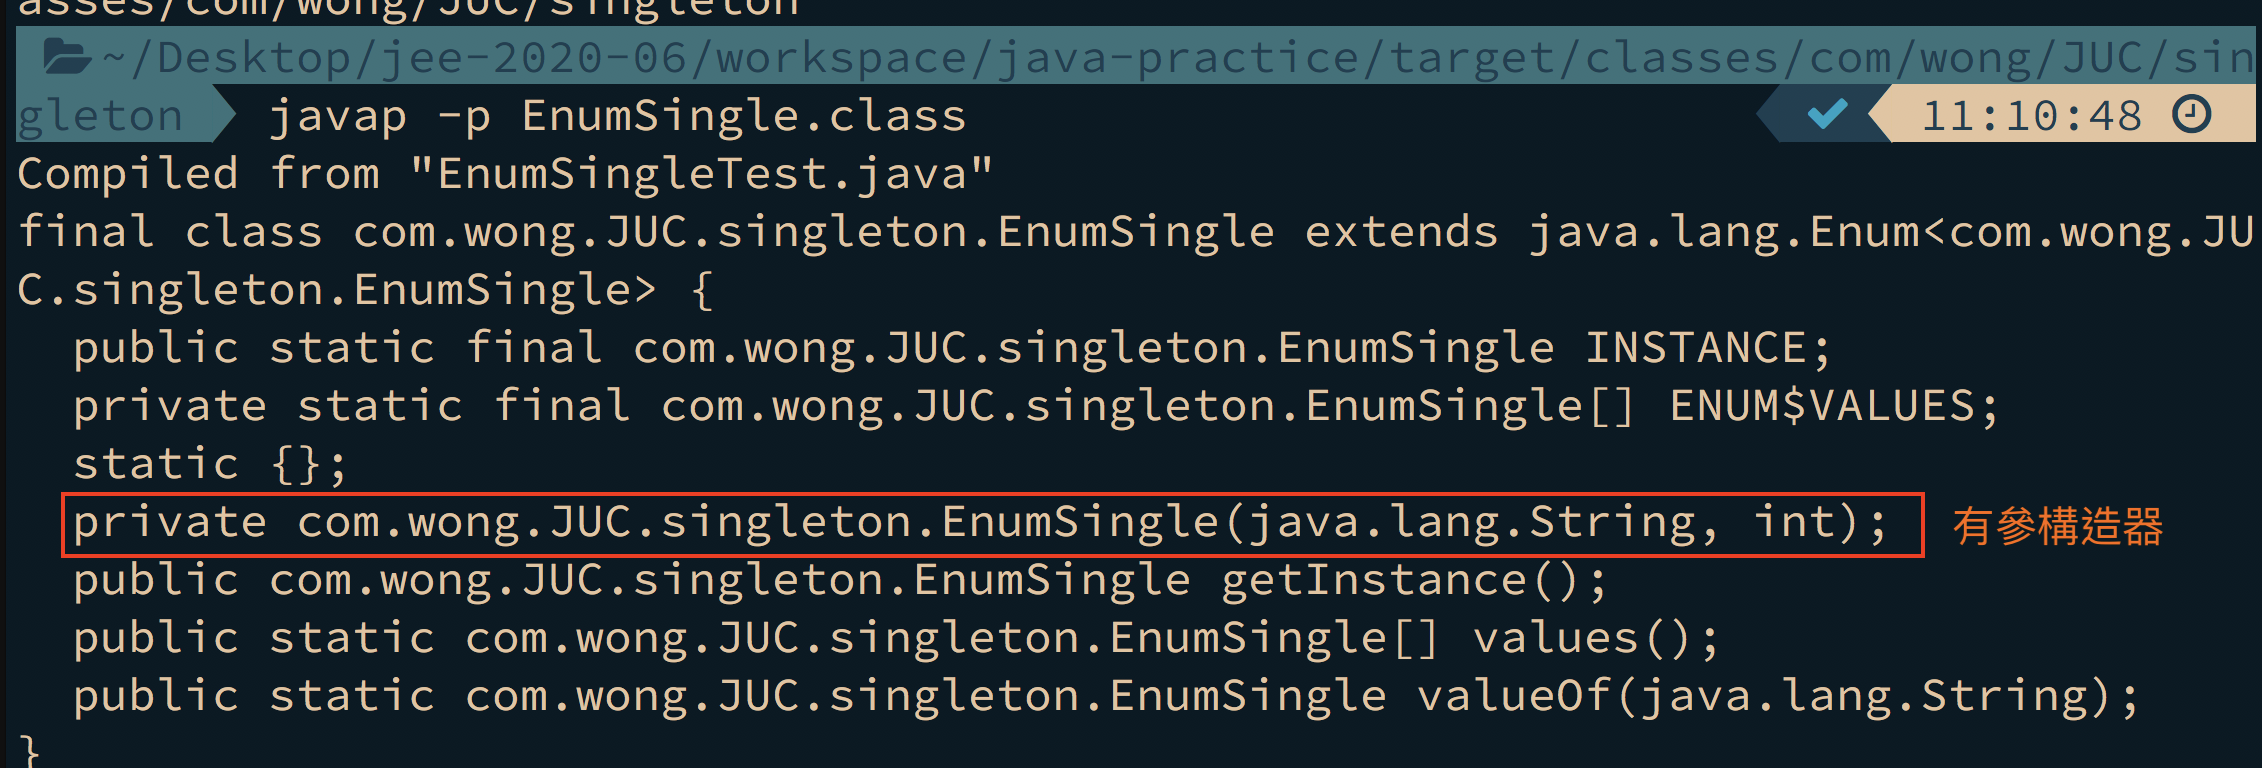 asses/com/wong/JUC/singleton
~/Desktop/jee-2020-06/workspace/java-practice/target/classes/com/wong/JUC/sin
gleton javap -p EnumSingle.class 11:10:48
Compiled from "EnumSingleTest.java"
final class com.wong.JUC.singleton.EnumSingle extends java.lang.Enum<com.wong.JU
C.singleton.EnumSingle> {
  public static final com.wong.JUC.singleton.EnumSingle INSTANCE;
  private static final com.wong.JUC.singleton.EnumSingle[] ENUM$VALUES;
  static {};
  private com.wong.JUC.singleton.EnumSingle(java.lang.String, int); 有參構造器
  public com.wong.JUC.singleton.EnumSingle getInstance();
  public static com.wong.JUC.singleton.EnumSingle[] values();
  public static com.wong.JUC.singleton.EnumSingle valueOf(java.lang.String);
}